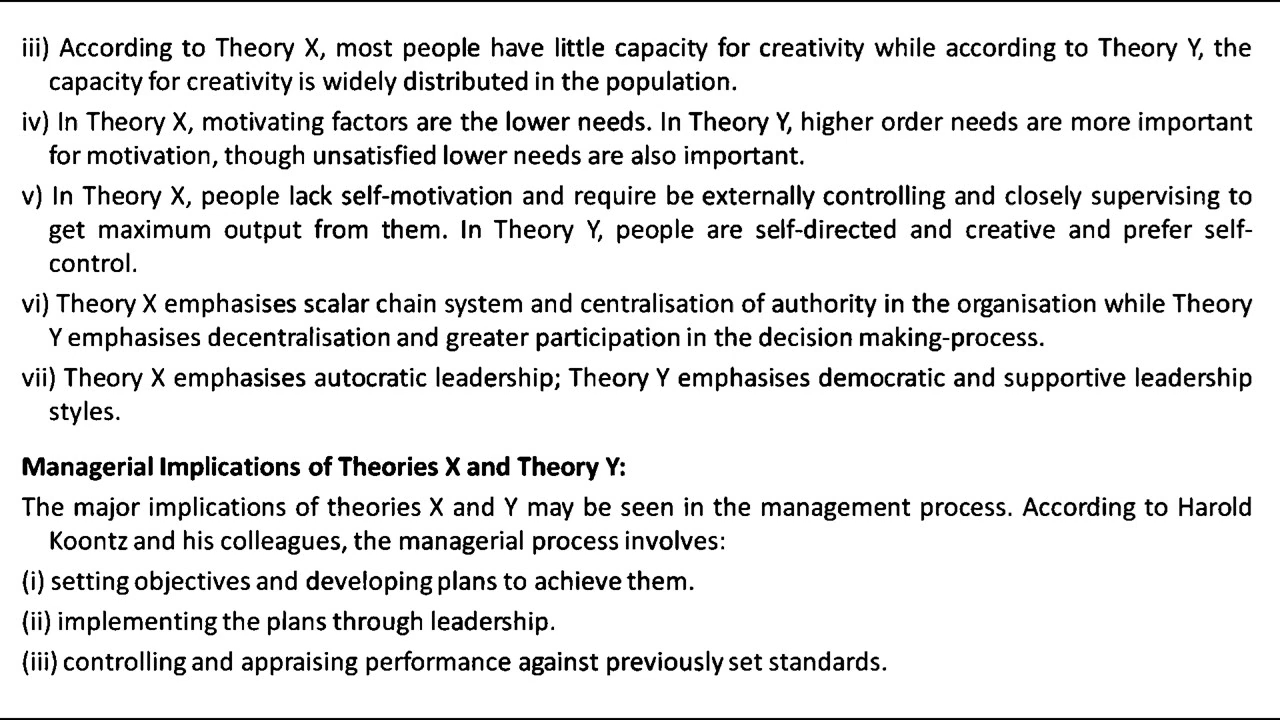 iii) According to Theory X, most people have little capacity for creativity while according to Theory Y, the
capacity for creativity is widely distributed in the population.
iv) In Theory X, motivating factors are the lower needs. In Theory Y, higher order needs are more important
for motivation, though unsatisfied lower needs are also important.
v) In Theory X, people lack self-motivation and require be externally controlling and closely supervising to
get maximum output from them. In Theory Y, people are self-directed and creative and prefer self-
control.
vi) Theory X emphasises scalar chain system and centralisation of authority in the organisation while Theory
Y emphasises decentralisation and greater participation in the decision making-process.
vii) Theory X emphasises autocratic leadership; Theory Y emphasises democratic and supportive leadership
styles.
Managerial Implications of Theories X and Theory Y:
The major implications of theories X and Y may be seen in the management process. According to Harold
Koontz and his colleagues, the managerial process involves:
(i) setting objectives and developing plans to achieve them.
(ii) implementing the plans through leadership.
(iii) controlling and appraising performance against previously set standards.